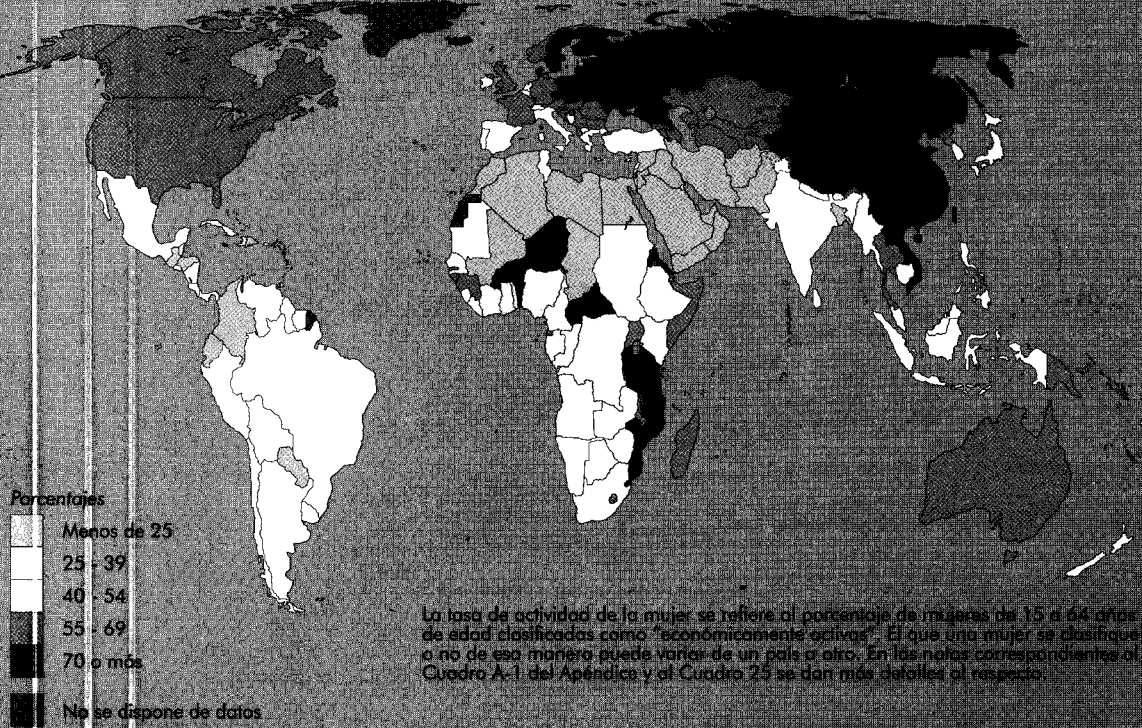 Porcentajes
Menos de 25
25 - 39
40 - 54
55 - 69
70 o más
No se dispone de datos
La tasa de actividad de la mujer se refiere al porcentaje de mujeres de 15 a 64 años
de edad clasificadas como "económicamente activas". El que una mujer se clasifique
o no de esa manera puede variar de un país a otro. En las notas correspondientes al
Cuadro A-1 del Apéndice y al Cuadro 25 se dan más detalles al respecto.